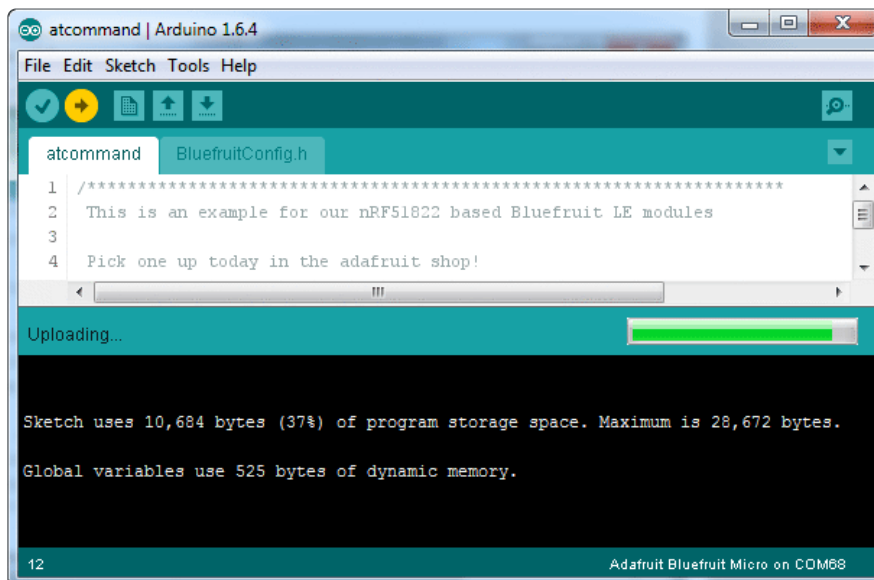 atcommand | Arduino 1.6.4
File Edit Sketch Tools Help
atcommand BluefruitConfig.h
1 /********************************************************************
2 This is an example for our nRF51822 based Bluefruit LE modules
3
4 Pick one up today in the adafruit shop!
Uploading...
Sketch uses 10,684 bytes (37%) of program storage space. Maximum is 28,672 bytes.
Global variables use 525 bytes of dynamic memory.
12 Adafruit Bluefruit Micro on COM68